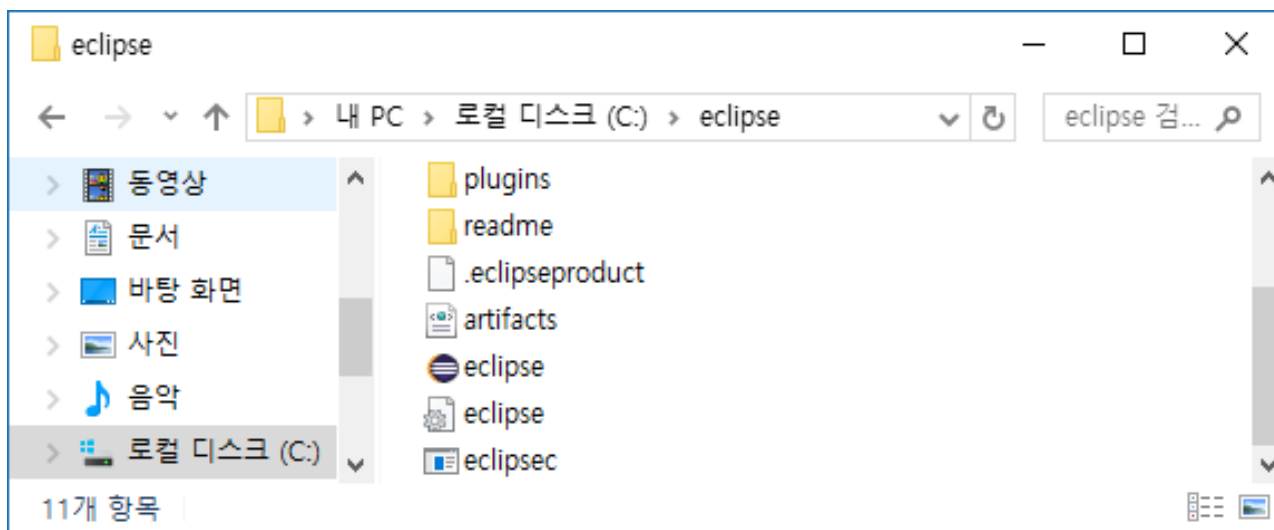 eclipse
내 PC > 로컬 디스크 (C:) > eclipse
eclipse 검...
동영상
문서
바탕 화면
사진
음악
로컬 디스크 (C:)
plugins
readme
.eclipseproduct
artifacts
eclipse
eclipse
eclipsec
11개 항목